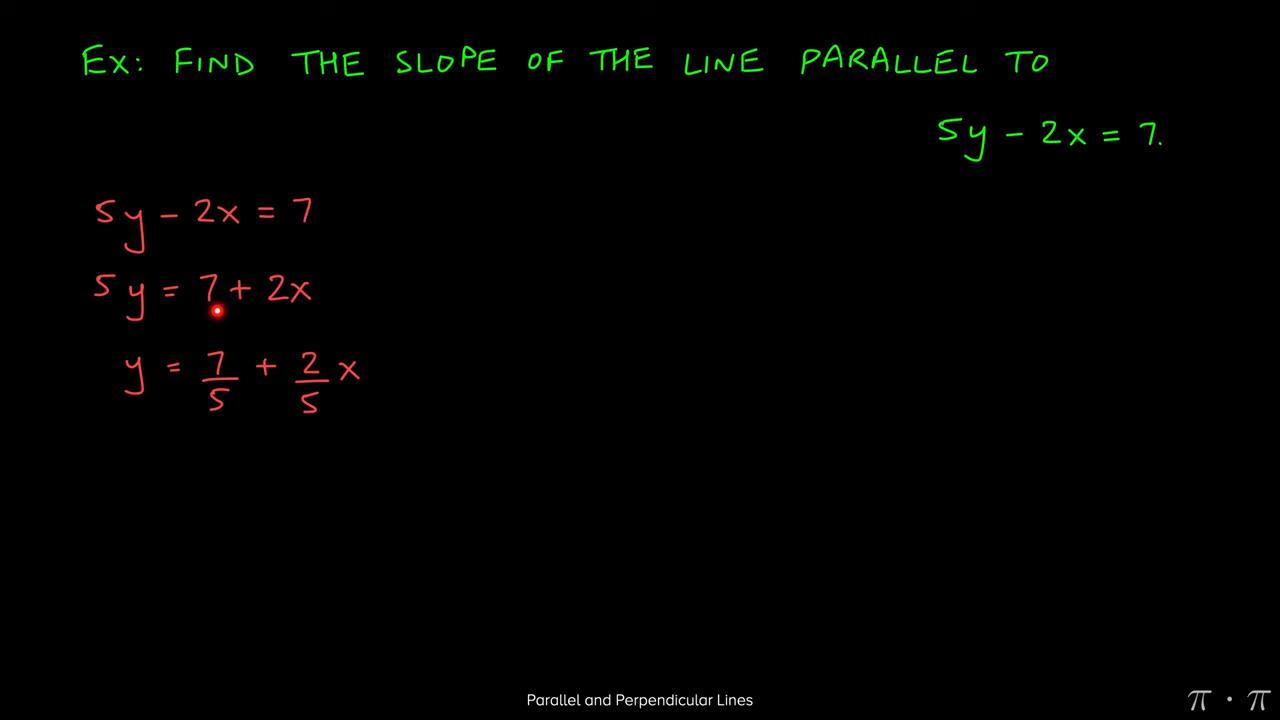 Ex: FIND THE SLOPE OF THE LINE PARALLEL TO
5y - 2x = 7.
5y - 2x = 7
5y = 7 + 2x
y = 7/5 + 2/5 x
Parallel and Perpendicular Lines
π · π